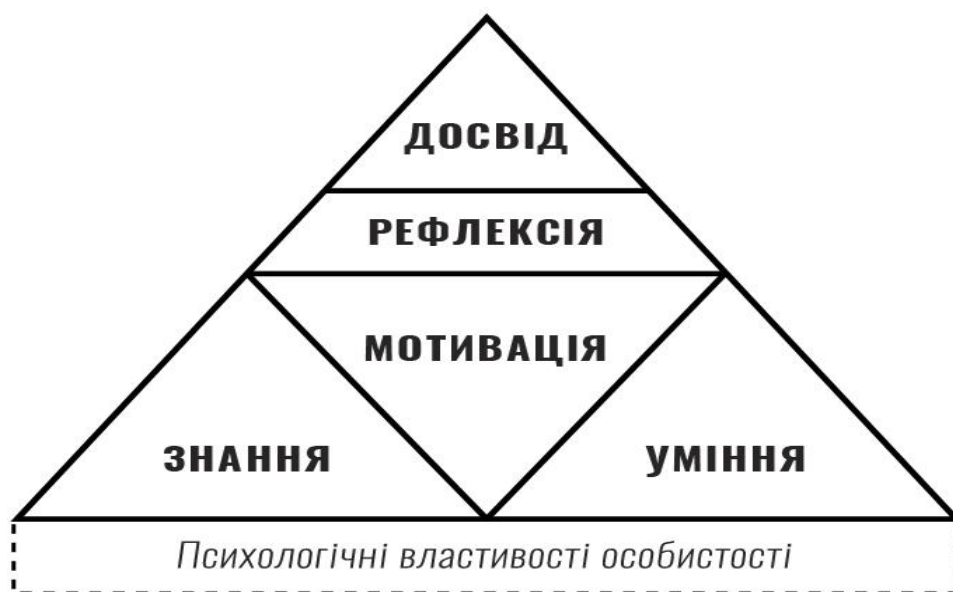 ДОСВІД
РЕФЛЕКСІЯ
МОТИВАЦІЯ
ЗНАННЯ
УМІННЯ
Психологічні властивості особистості